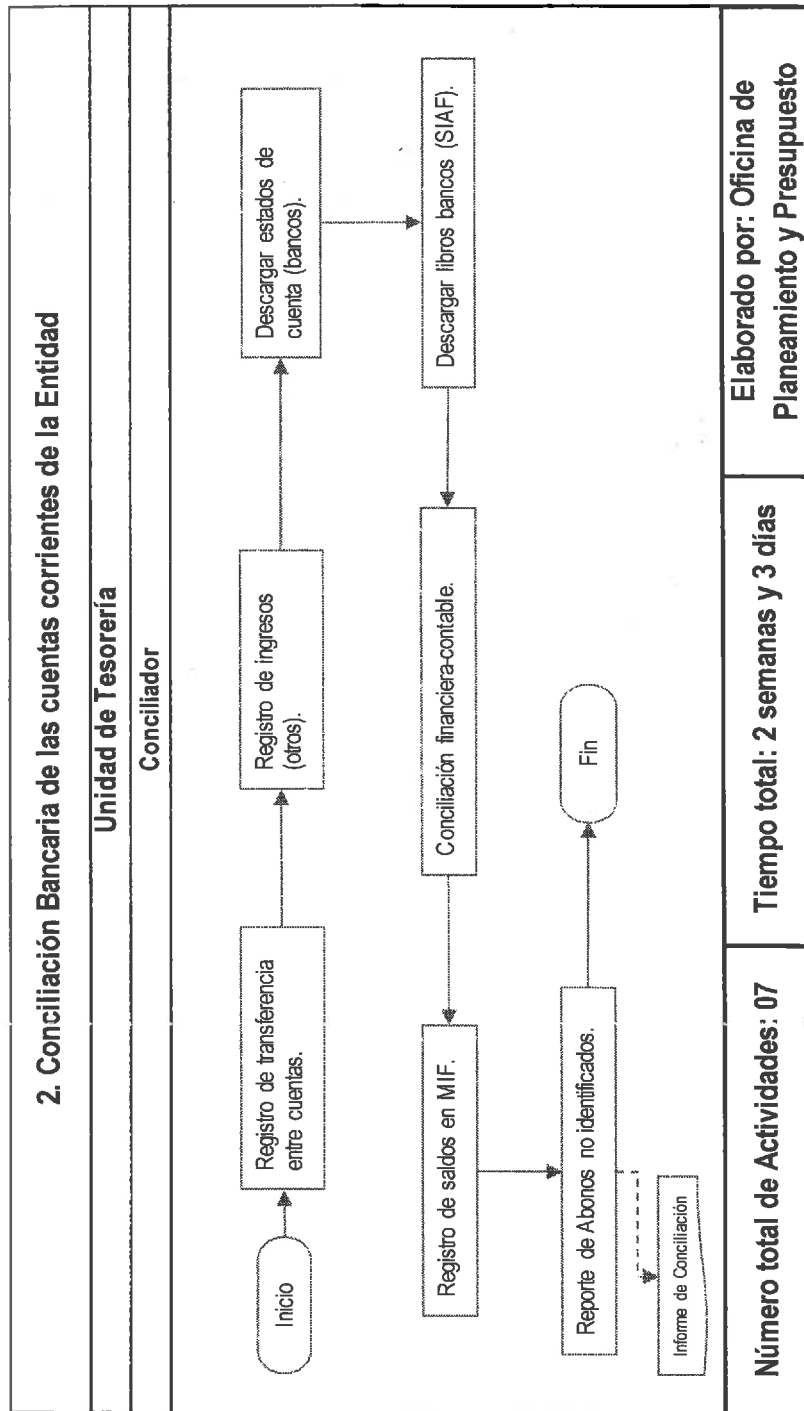 2. Conciliación Bancaria de las cuentas corrientes de la Entidad
Unidad de Tesorería
Conciliador
Inicio
Registro de transferencia
entre cuentas.
Registro de ingresos
(otros).
Descargar estados de
cuenta (bancos).
Descargar libros bancos (SIAF).
Conciliación financiera-contable.
Registro de saldos en MIF.
Reporte de Abonos no identificados.
Informe de Conciliación
Fin
Número total de Actividades: 07
Tiempo total: 2 semanas y 3 días
Elaborado por: Oficina de
Planeamiento y Presupuesto